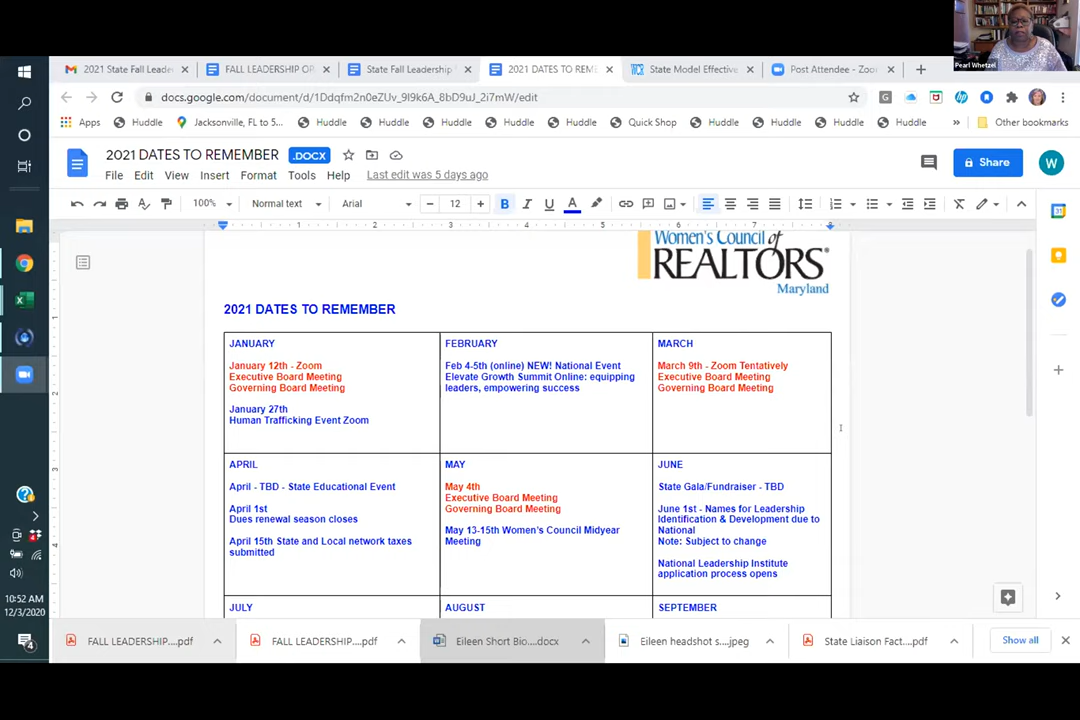 Pearl Whetzel
2021 State Fall Leade
FALL LEADERSHIP OP
State Fall Leadership
2021 DATES TO REME
State Model Effective
Post Attendee - Zoom
docs.google.com/document/d/1Ddqfm2n0eZUv_9I9k6A_8bD9uJ_2i7mW/edit
Apps Huddle Jacksonville, FL to 5... Huddle Huddle Huddle Huddle Quick Shop Huddle Huddle Huddle » Other bookmarks
2021 DATES TO REMEMBER .DOCX
File Edit View Insert Format Tools Help Last edit was 5 days ago
Share
W
100% Normal text Arial 12 B I U A
Women's Council of
REALTORS®
Maryland
2021 DATES TO REMEMBER
JANUARY
January 12th - Zoom
Executive Board Meeting
Governing Board Meeting
January 27th
Human Trafficking Event Zoom
FEBRUARY
Feb 4-5th (online) NEW! National Event
Elevate Growth Summit Online: equipping
leaders, empowering success
MARCH
March 9th - Zoom Tentatively
Executive Board Meeting
Governing Board Meeting
APRIL
April - TBD - State Educational Event
April 1st
Dues renewal season closes
April 15th State and Local network taxes
submitted
MAY
May 4th
Executive Board Meeting
Governing Board Meeting
May 13-15th Women's Council Midyear
Meeting
JUNE
State Gala/Fundraiser - TBD
June 1st - Names for Leadership
Identification & Development due to
National
Note: Subject to change
National Leadership Institute
application process opens
JULY
AUGUST
SEPTEMBER
10:52 AM
12/3/2020
4
FALL LEADERSHIP....pdf
FALL LEADERSHIP....pdf
Eileen Short Bio....docx
Eileen headshot s....jpeg
State Liaison Fact....pdf
Show all